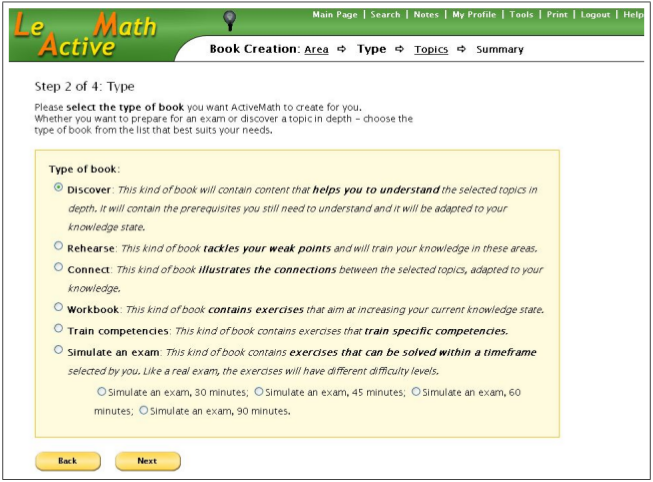 Le Active Math
Main Page | Search | Notes | My Profile | Tools | Print | Logout | Help
Book Creation: Area ⇨ Type ⇨ Topics ⇨ Summary
Step 2 of 4: Type
Please select the type of book you want ActiveMath to create for you.
Whether you want to prepare for an exam or discover a topic in depth – choose the
type of book from the list that best suits your needs.
Type of book:
Discover: This kind of book will contain content that helps you to understand the selected topics in
depth. It will contain the prerequisites you still need to understand and it will be adapted to your
knowledge state.
Rehearse: This kind of book tackles your weak points and will train your knowledge in these areas.
Connect: This kind of book illustrates the connections between the selected topics, adapted to your
knowledge.
Workbook: This kind of book contains exercises that aim at increasing your current knowledge state.
Train competencies: This kind of book contains exercises that train specific competencies.
Simulate an exam: This kind of book contains exercises that can be solved within a timeframe
selected by you. Like a real exam, the exercises will have different difficulty levels.
Simulate an exam, 30 minutes; Simulate an exam, 45 minutes; Simulate an exam, 60
minutes; Simulate an exam, 90 minutes.
Back Next